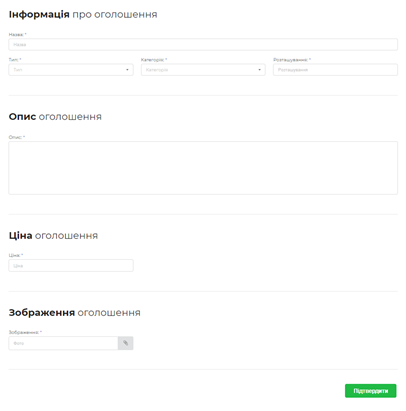 Інформація про оголошення
Назва: *
Назва
Тип: * Категорія: * Розташування: *
Тип Категорія Розташування
Опис оголошення
Опис: *
Ціна оголошення
Ціна: *
Ціна
Зображення оголошення
Зображення: *
Фото
Підтвердити